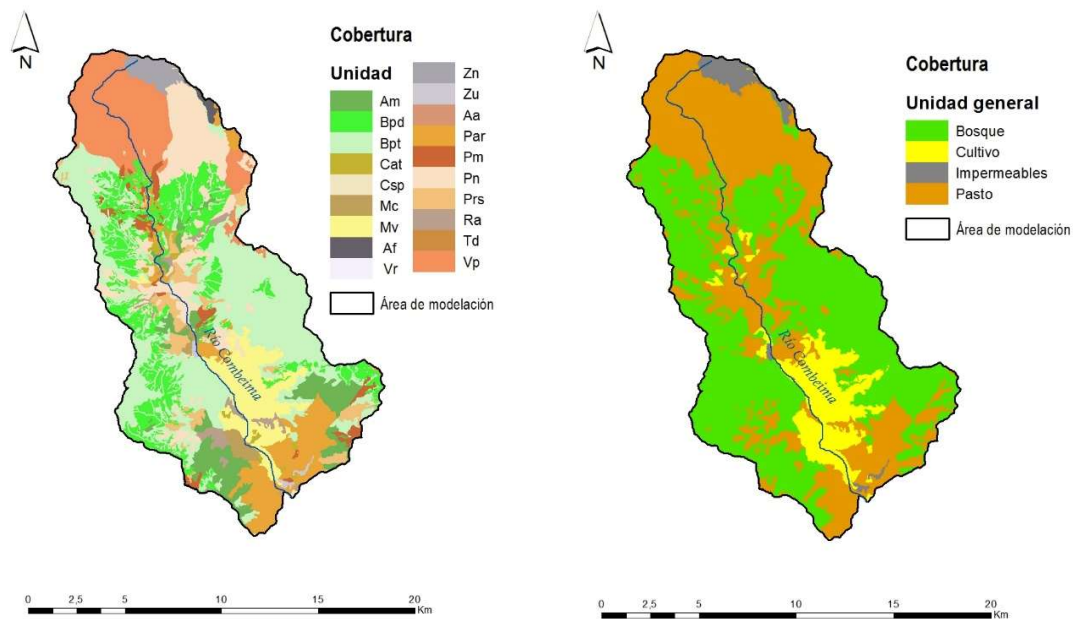 N
Cobertura
Unidad
Am
Bpd
Bpt
Cat
Csp
Mc
Mv
Af
Vr
Zn
Zu
Aa
Par
Pm
Pn
Prs
Ra
Td
Vp
Área de modelación
Río Combeima
0 2,5 5 10 15 20
Km
N
Cobertura
Unidad general
Bosque
Cultivo
Impermeables
Pasto
Área de modelación
Río Combeima
0 2,5 5 10 15 20
Km